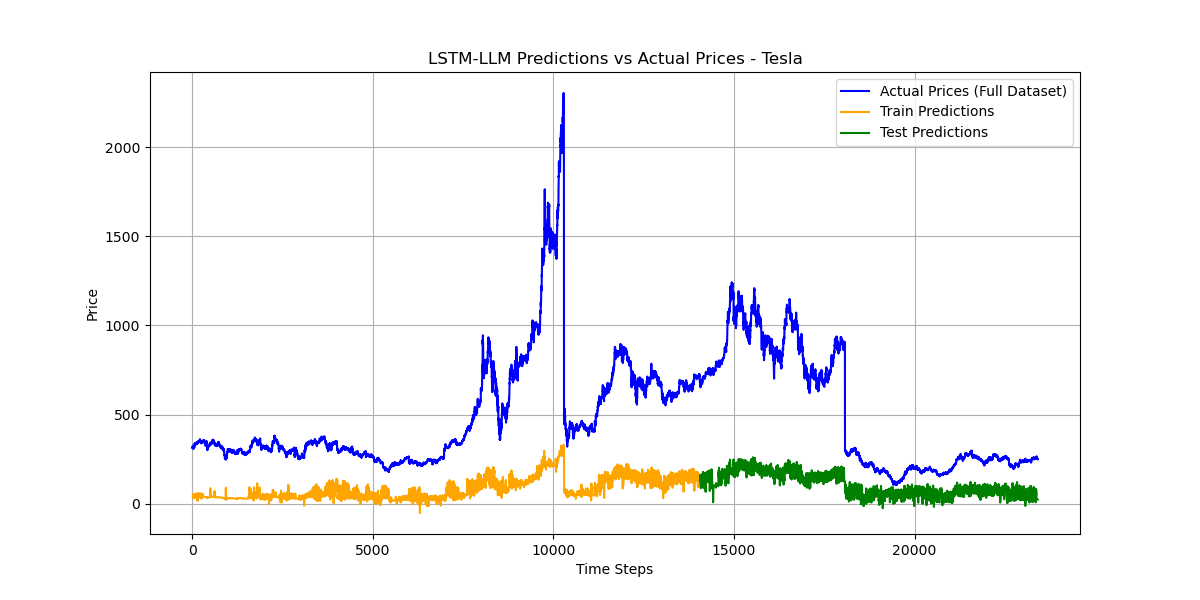 LSTM-LLM Predictions vs Actual Prices - Tesla
Actual Prices (Full Dataset)
Train Predictions
Test Predictions
Price
2000
1500
1000
500
0
0 5000 10000 15000 20000
Time Steps